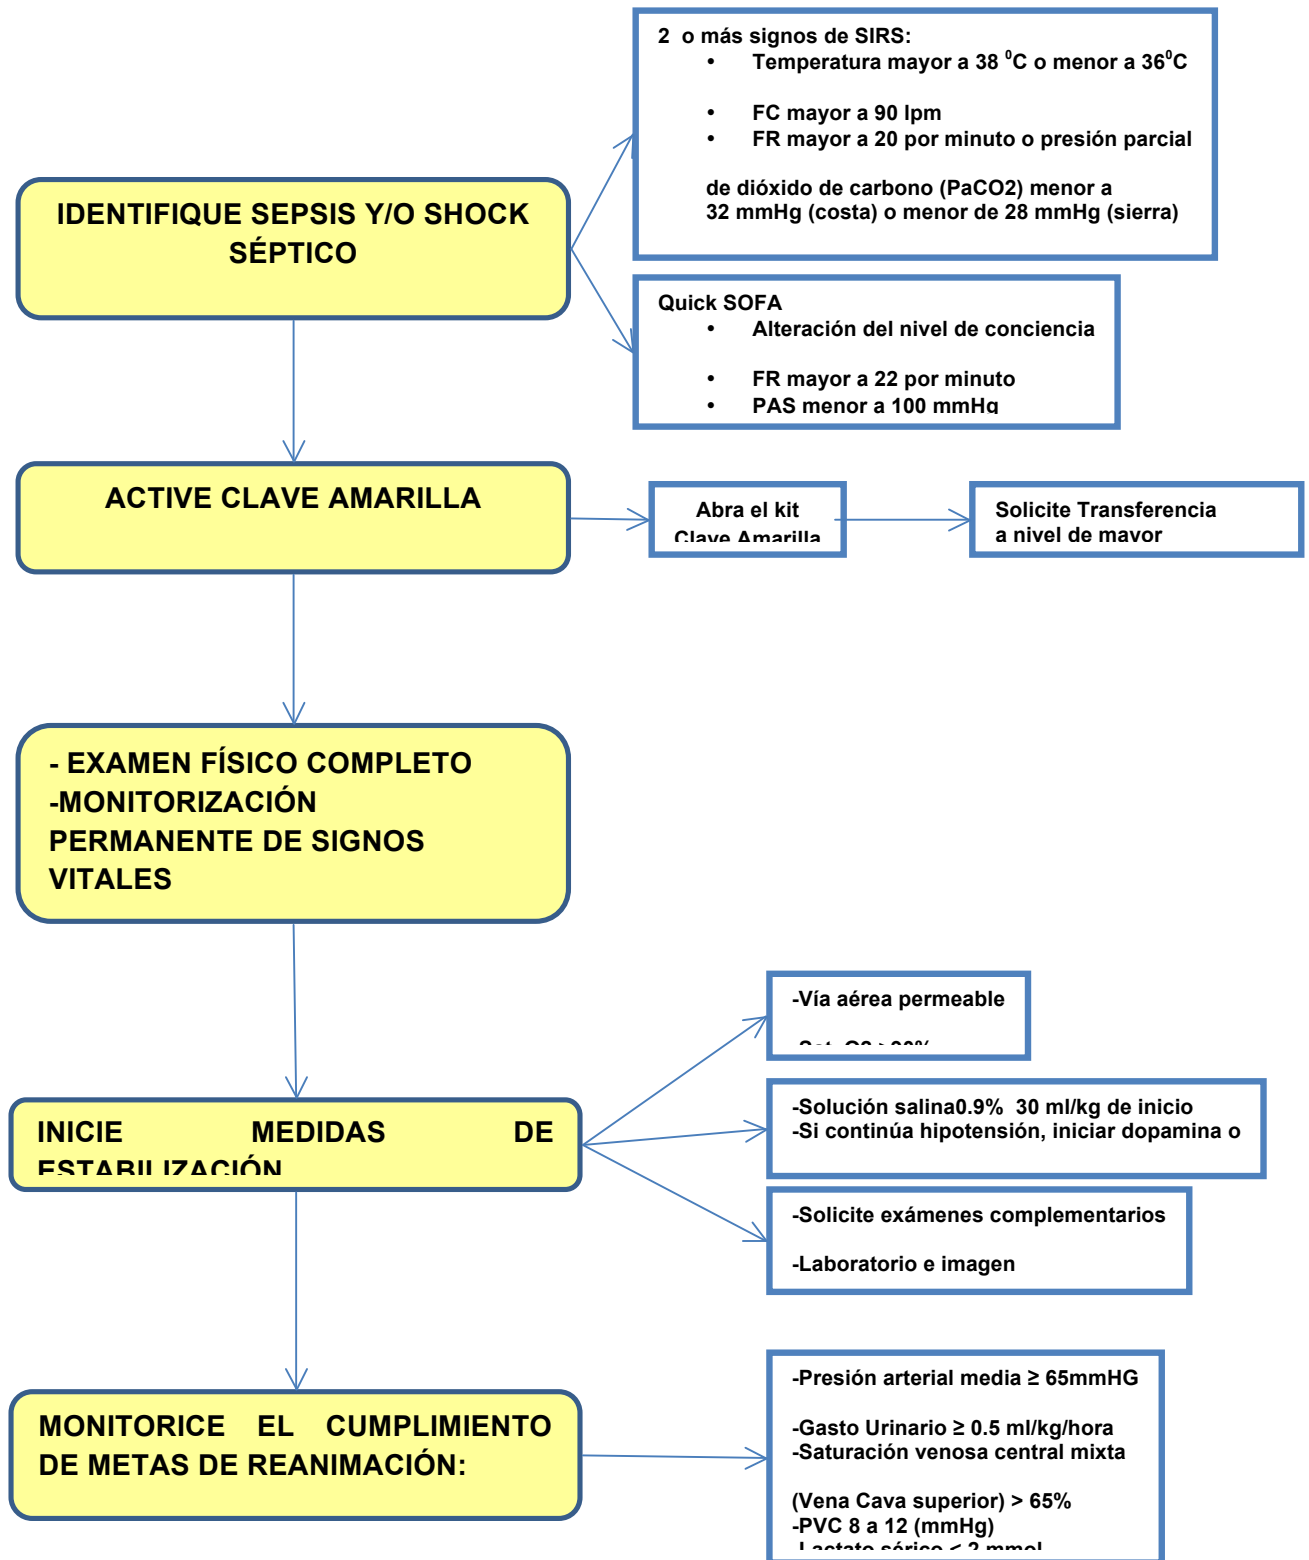 2 o más signos de SIRS:
• Temperatura mayor a 38 ⁰C o menor a 36⁰C
• FC mayor a 90 lpm
• FR mayor a 20 por minuto o presión parcial
de dióxido de carbono (PaCO2) menor a
32 mmHg (costa) o menor de 28 mmHg (sierra)
IDENTIFIQUE SEPSIS Y/O SHOCK
SÉPTICO
Quick SOFA
• Alteración del nivel de conciencia
• FR mayor a 22 por minuto
• PAS menor a 100 mmHg
ACTIVE CLAVE AMARILLA
Abra el kit
Clave Amarilla
Solicite Transferencia
a nivel de mayor
- EXAMEN FÍSICO COMPLETO
-MONITORIZACIÓN
PERMANENTE DE SIGNOS
VITALES
-Vía aérea permeable
INICIE MEDIDAS DE
ESTABILIZACIÓN
-Solución salina0.9% 30 ml/kg de inicio
-Si continúa hipotensión, iniciar dopamina o
-Solicite exámenes complementarios
-Laboratorio e imagen
MONITORICE EL CUMPLIMIENTO
DE METAS DE REANIMACIÓN:
-Presión arterial media ≥ 65mmHG
-Gasto Urinario ≥ 0.5 ml/kg/hora
-Saturación venosa central mixta
(Vena Cava superior) > 65%
-PVC 8 a 12 (mmHg)
-Lactato sérico < 2 mmol